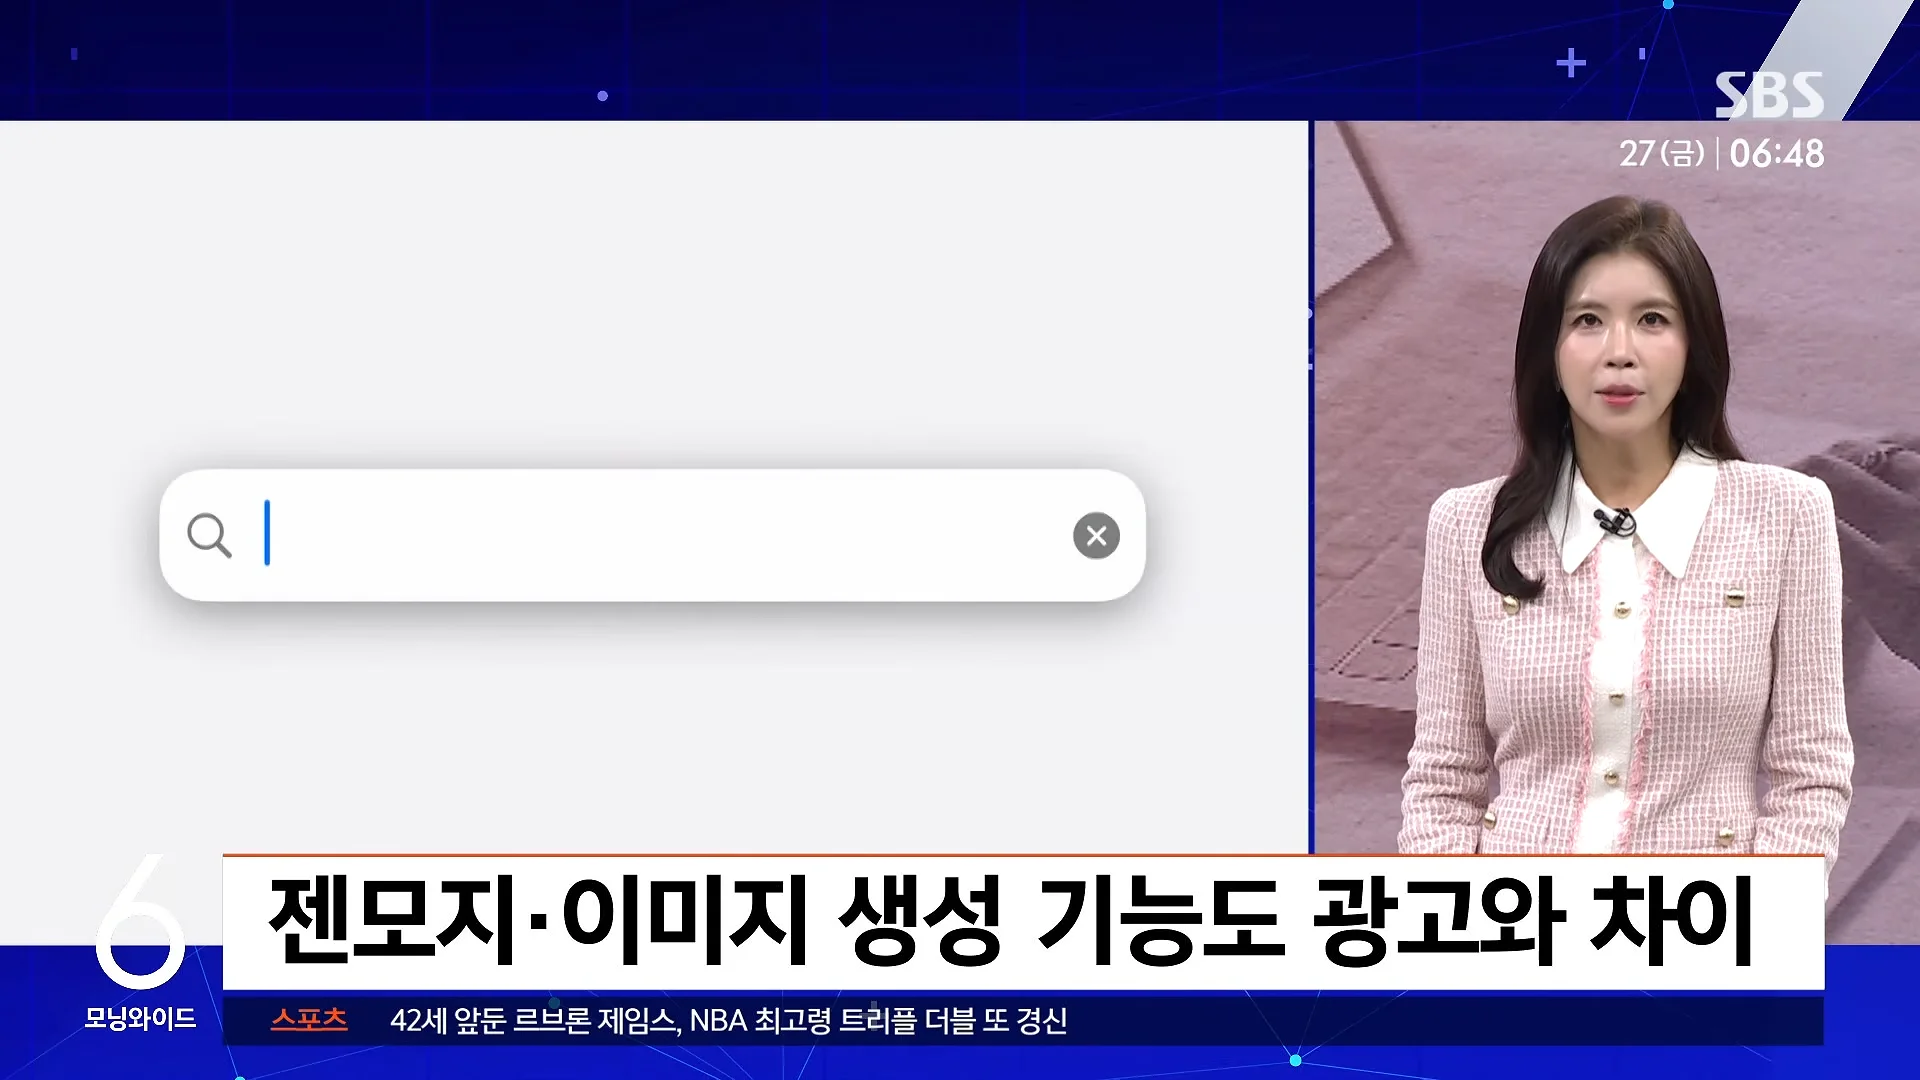 SBS
27(금) | 06:48
젠모지·이미지 생성 기능도 광고와 차이
6
모닝와이드
스포츠 42세 앞둔 르브론 제임스, NBA 최고령 트리플 더블 또 경신